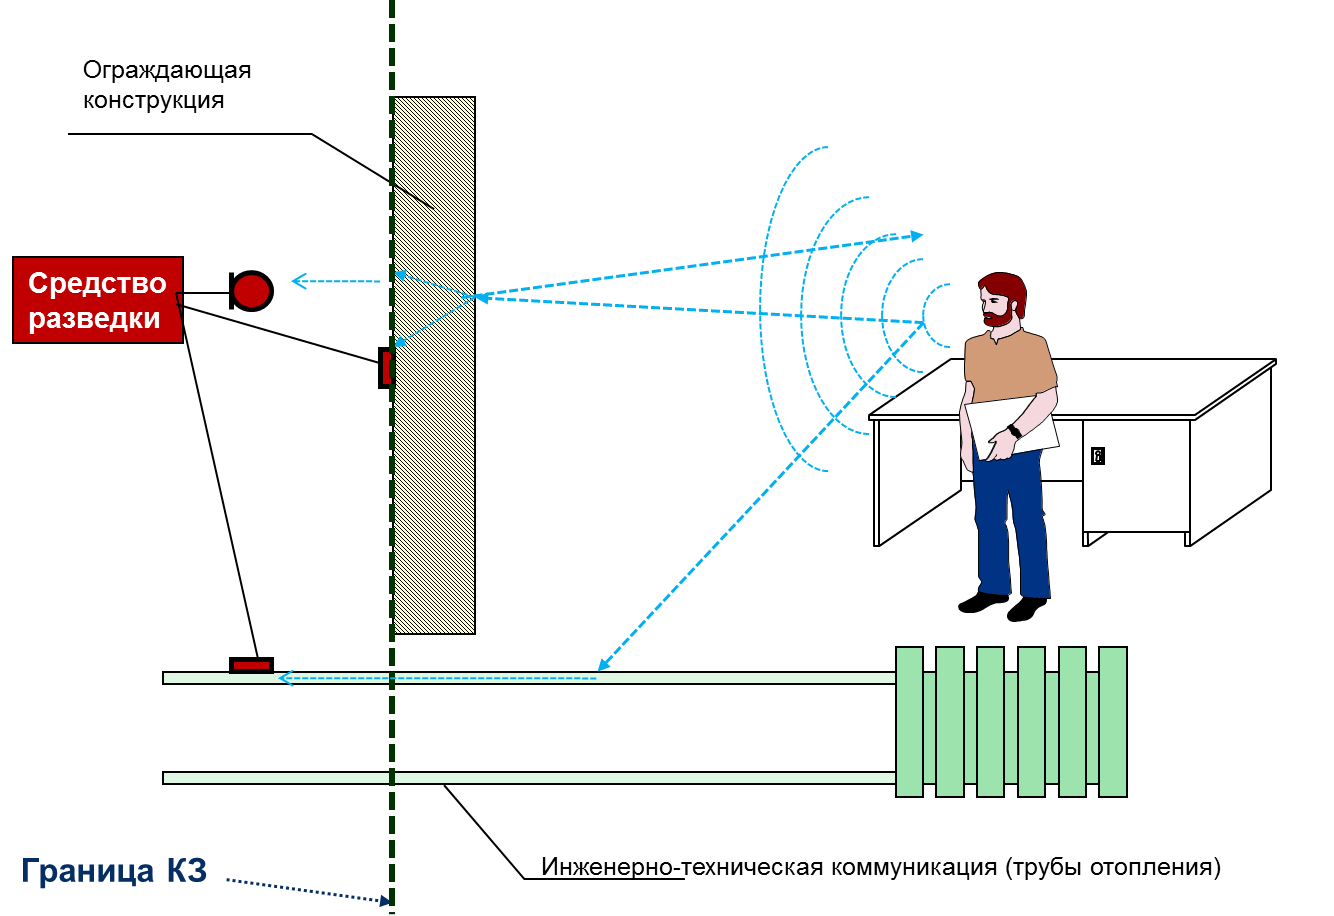 Ограждающая
конструкция
Средство
разведки
Граница КЗ
Инженерно-техническая коммуникация (трубы отопления)